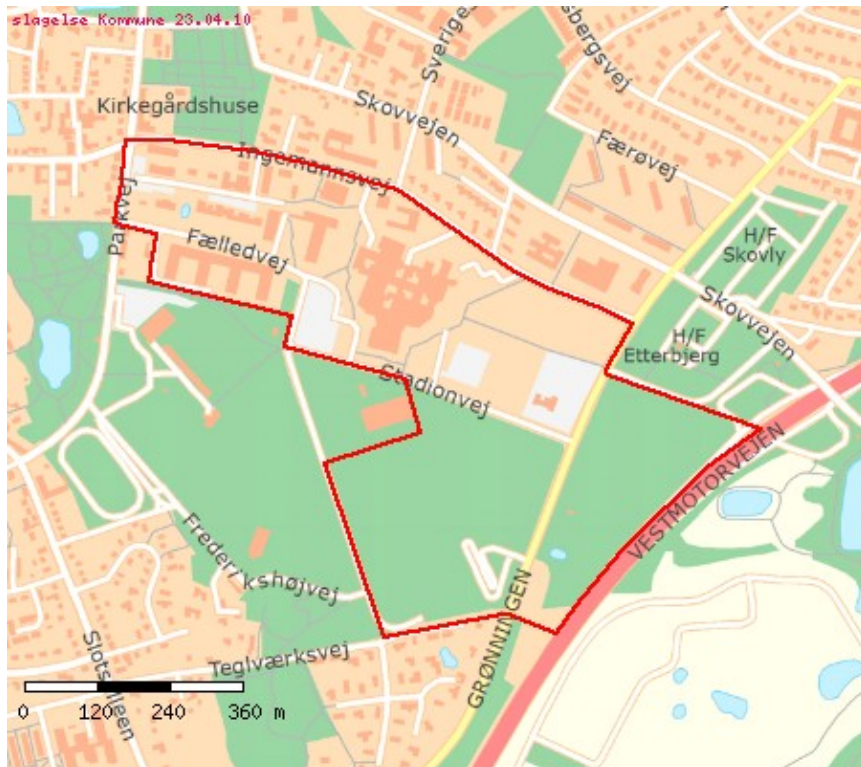 slagelse Kommune 23.04.10
Sverige
sbergsvej
Kirkegårdshuse
Skovvejen
Færøvej
Ingemannsvej
Parkvej
Fælledvej
H/F
Skovly
Skovvejen
H/F
Etterbjerg
Stadionvej
VESTMOTORVEJEN
Frederikshøjvej
GRØNNINGEN
Teglværksvej
0 120 240 360 m